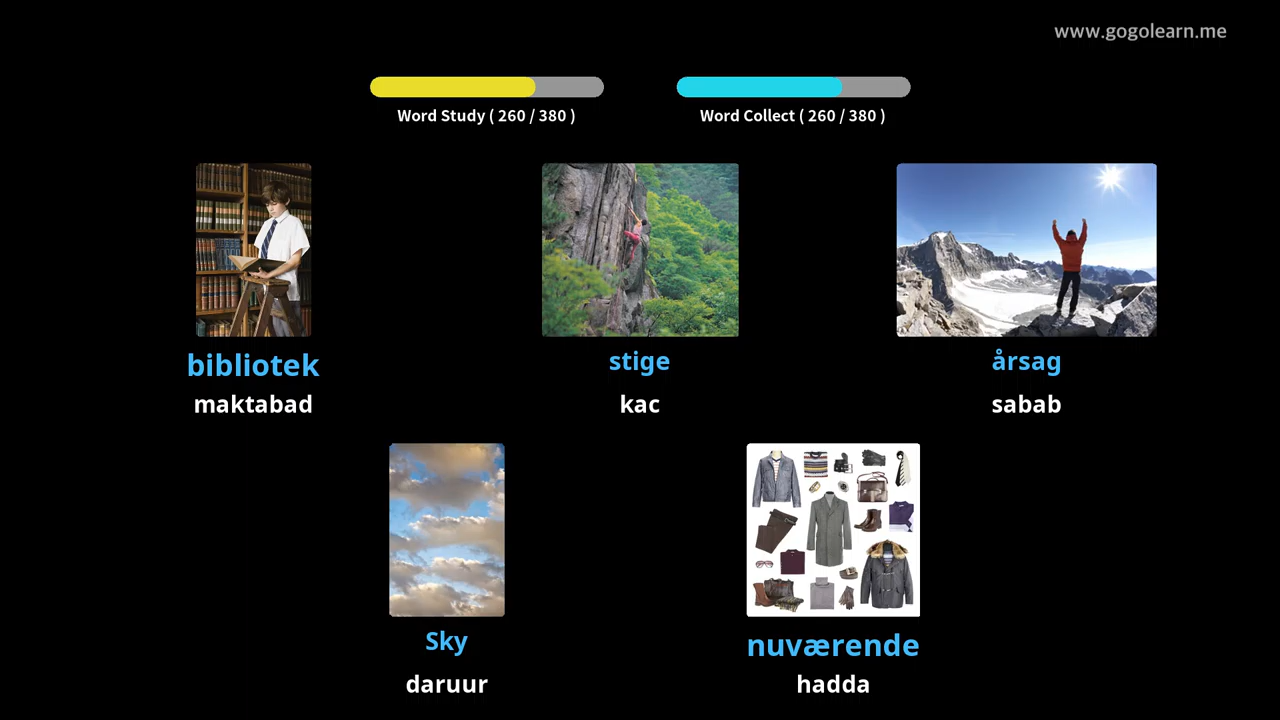 www.gogolearn.me
Word Study ( 260 / 380 )
Word Collect ( 260 / 380 )
bibliotek
maktabad
stige
kac
årsag
sabab
Sky
daruur
nuværende
hadda